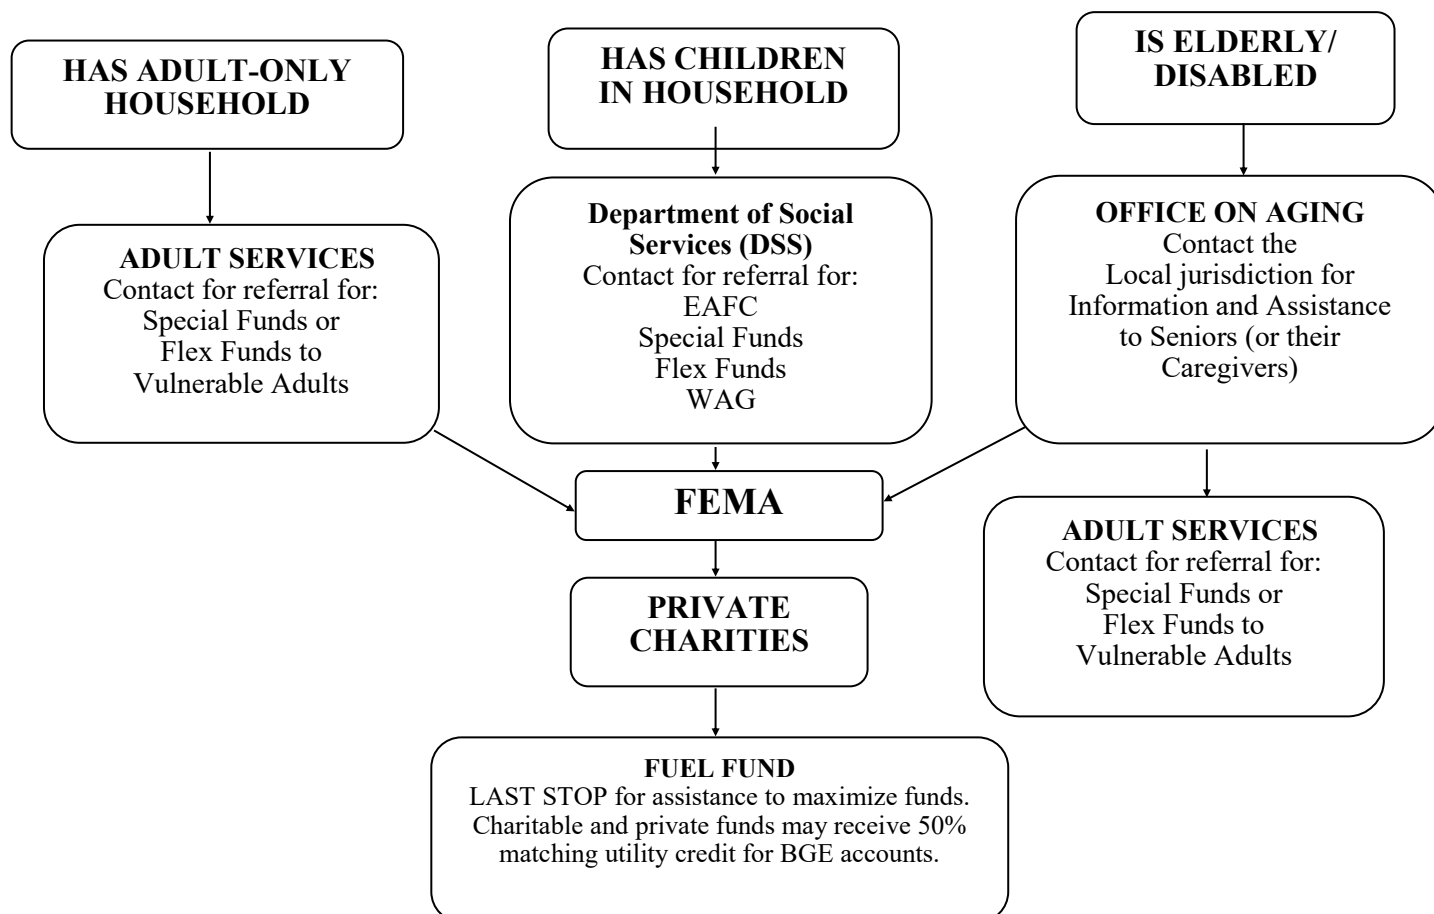 HAS ADULT-ONLY
HOUSEHOLD
HAS CHILDREN
IN HOUSEHOLD
IS ELDERLY/
DISABLED
ADULT SERVICES
Contact for referral for:
Special Funds or
Flex Funds to
Vulnerable Adults
Department of Social
Services (DSS)
Contact for referral for:
EAFC
Special Funds
Flex Funds
WAG
OFFICE ON AGING
Contact the
Local jurisdiction for
Information and Assistance
to Seniors (or their
Caregivers)
FEMA
ADULT SERVICES
Contact for referral for:
Special Funds or
Flex Funds to
Vulnerable Adults
PRIVATE
CHARITIES
FUEL FUND
LAST STOP for assistance to maximize funds.
Charitable and private funds may receive 50%
matching utility credit for BGE accounts.